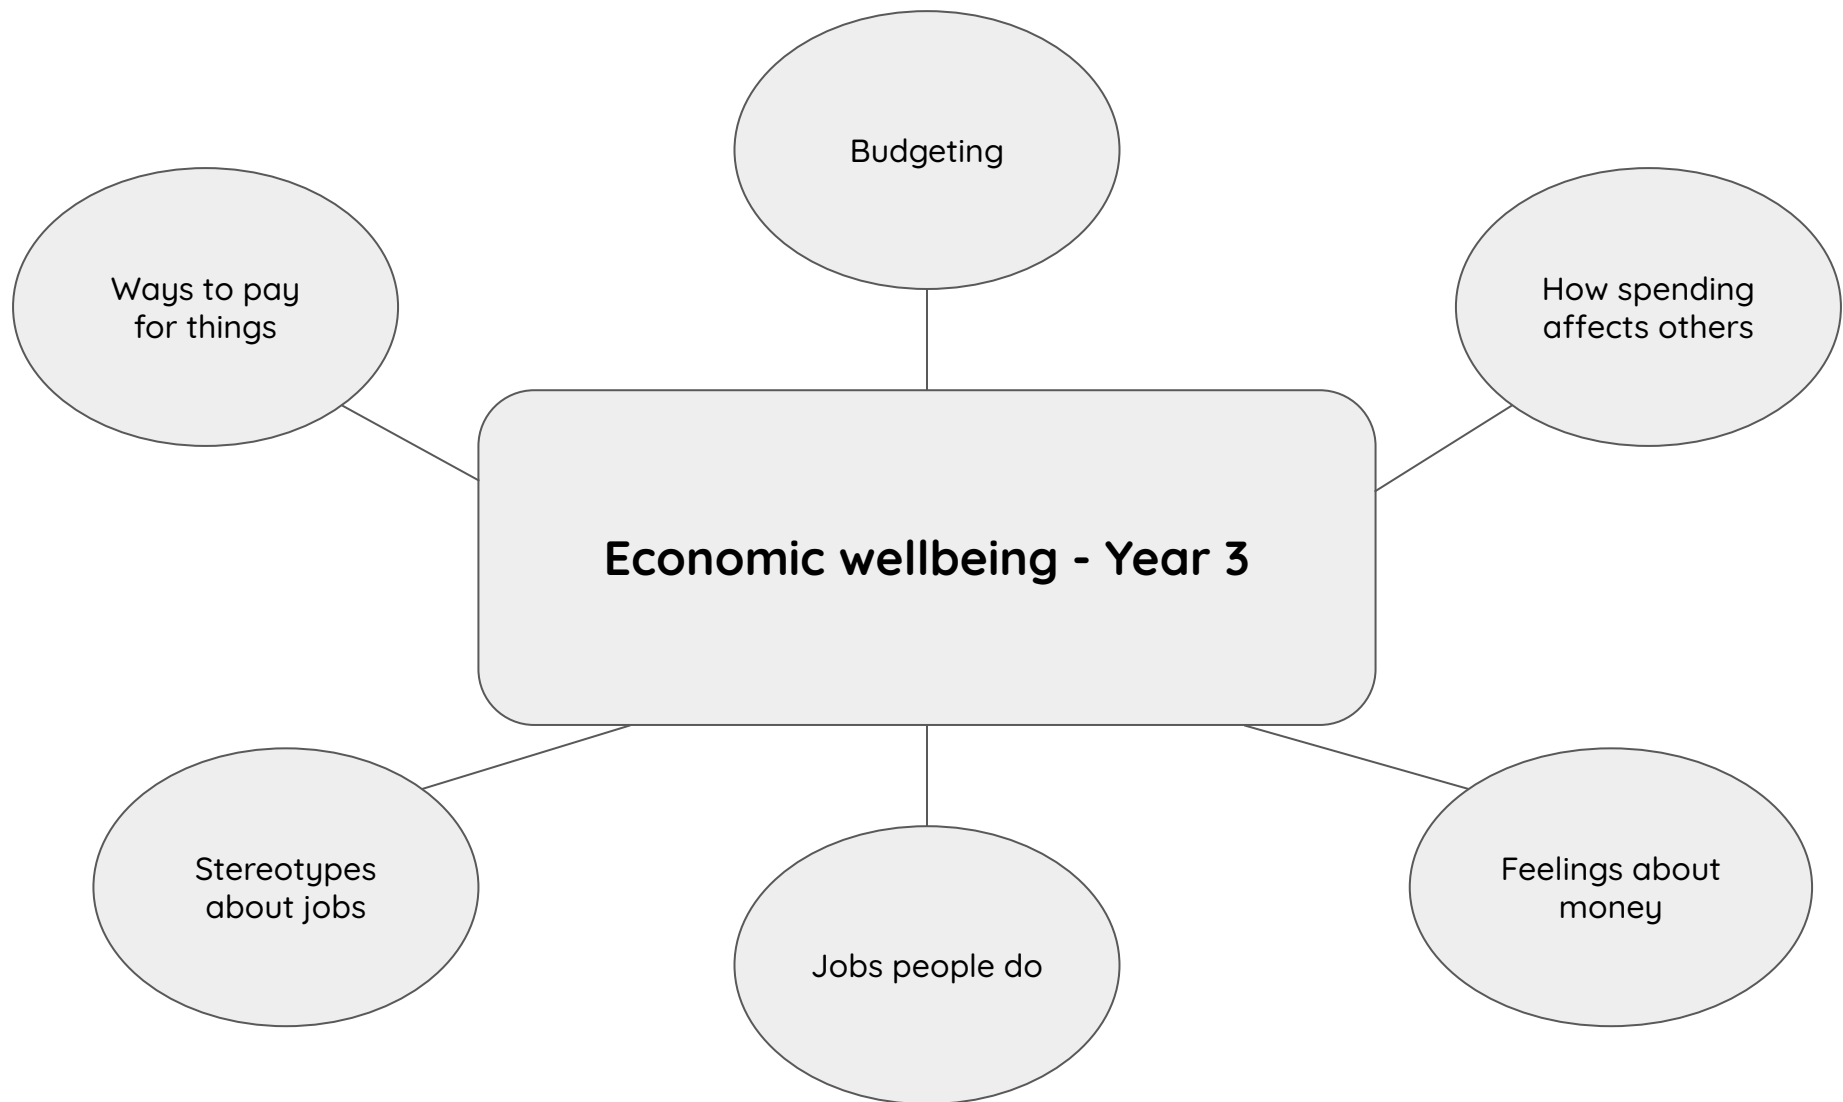 Budgeting
Ways to pay
for things
How spending
affects others
Economic wellbeing - Year 3
Stereotypes
about jobs
Jobs people do
Feelings about
money